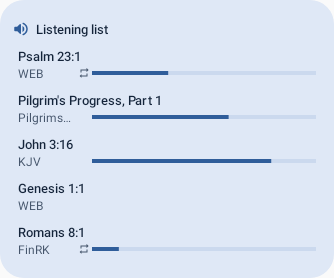 Listening list
Psalm 23:1
WEB
Pilgrim's Progress, Part 1
Pilgrims...
John 3:16
KJV
Genesis 1:1
WEB
Romans 8:1
FinRK